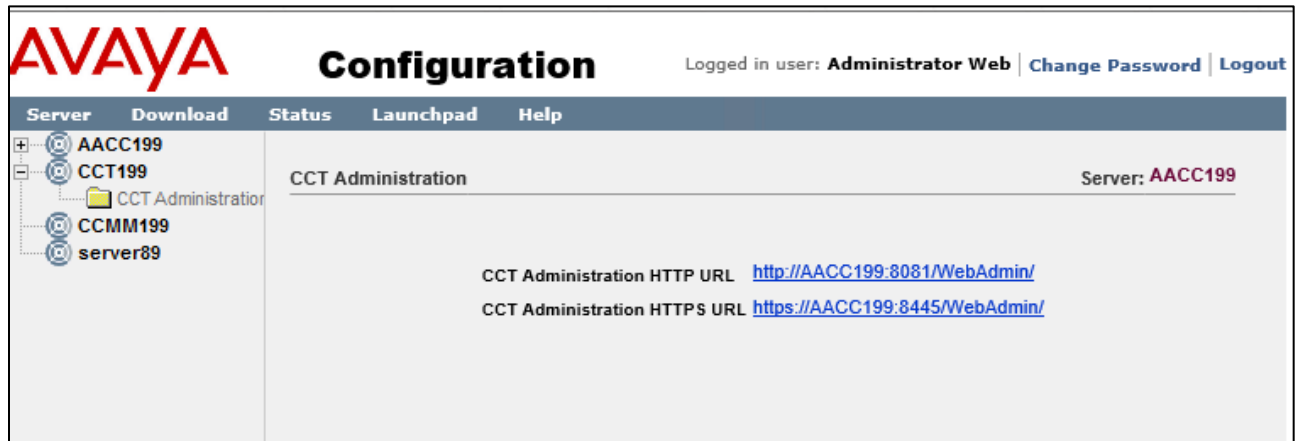 AVAYA
Configuration
Logged in user: Administrator Web | Change Password | Logout
Server Download Status Launchpad Help
AACC199
CCT199
CCT Administration
CCMM199
server89
CCT Administration
Server: AACC199
CCT Administration HTTP URL http://AACC199:8081/WebAdmin/
CCT Administration HTTPS URL https://AACC199:8445/WebAdmin/